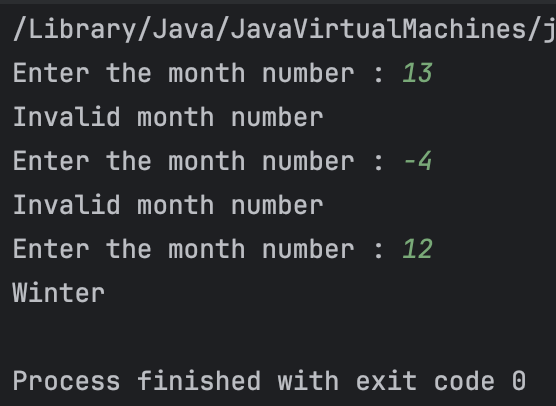 /Library/Java/JavaVirtualMachines/j
Enter the month number : 13
Invalid month number
Enter the month number : -4
Invalid month number
Enter the month number : 12
Winter
Process finished with exit code 0